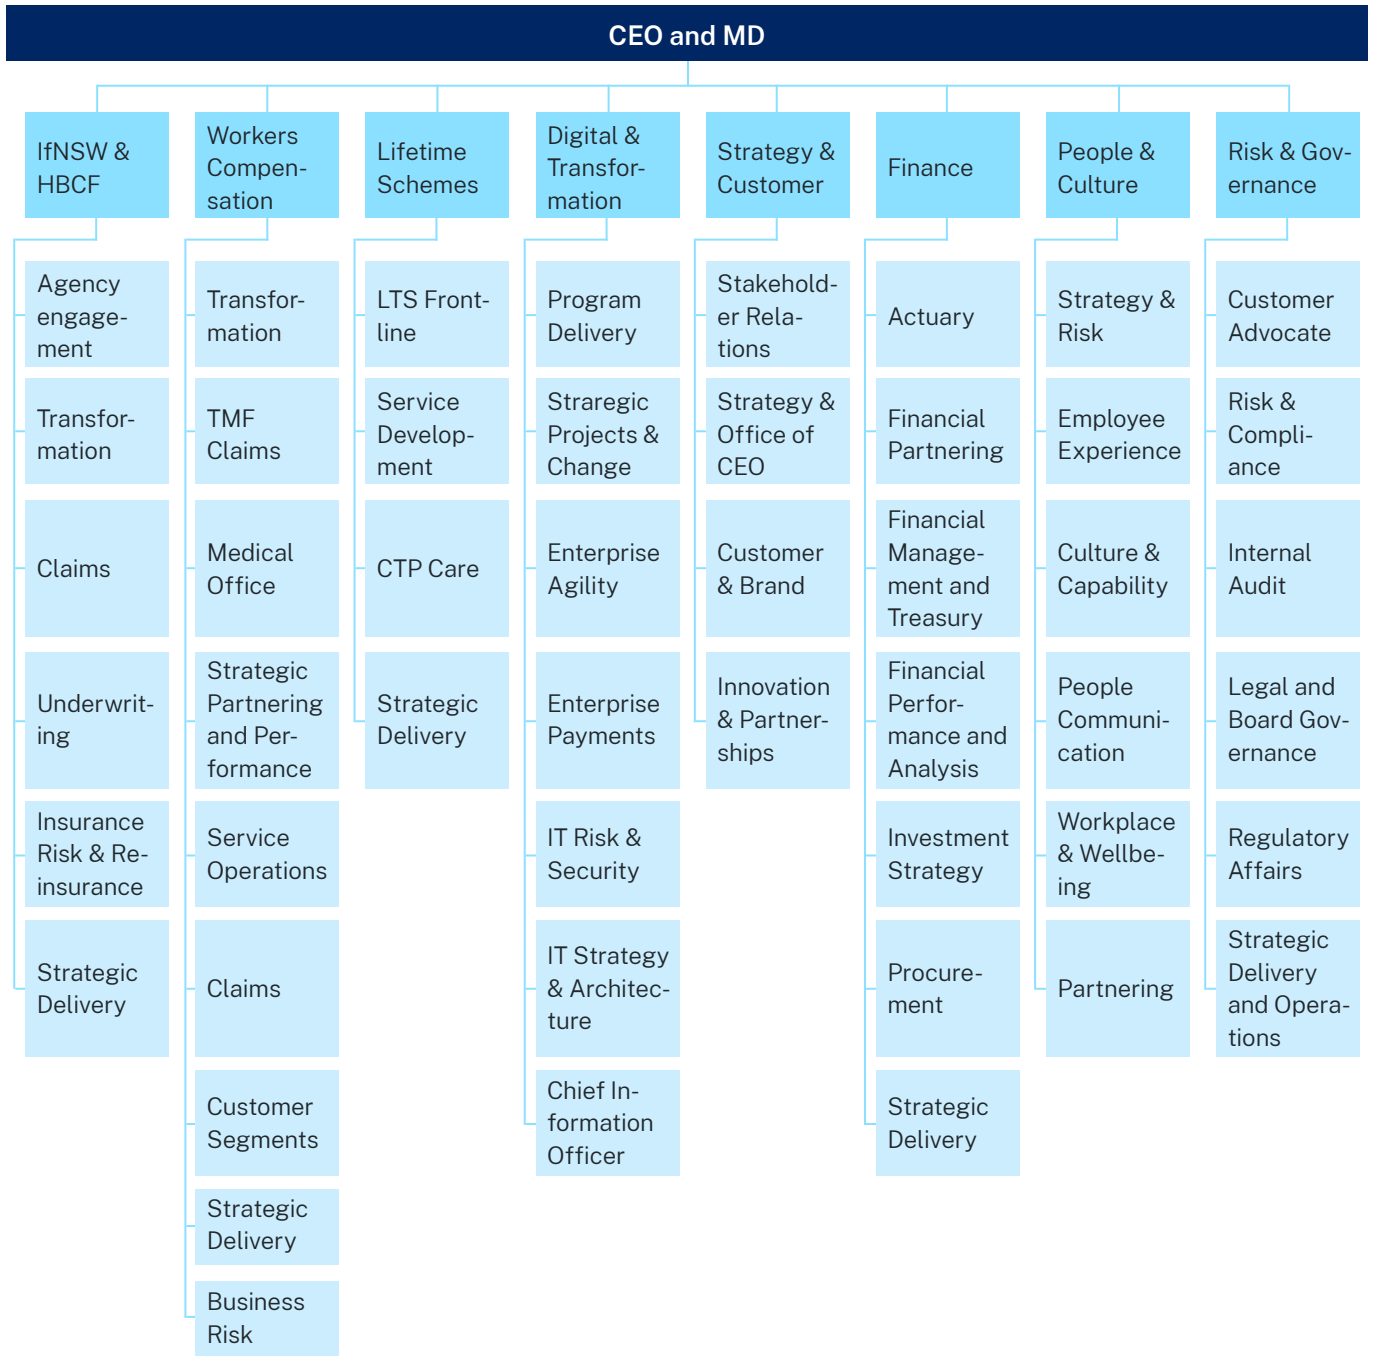 CEO and MD
IfNSW &
HBCF
Agency
engage-
ment
Transfor-
mation
Claims
Underwrit-
ing
Insurance
Risk & Re-
insurance
Strategic
Delivery
Workers
Compen-
sation
Transfor-
mation
TMF
Claims
Medical
Office
Strategic
Partnering
and Per-
formance
Service
Operations
Claims
Customer
Segments
Strategic
Delivery
Business
Risk
Lifetime
Schemes
LTS Front-
line
Service
Develop-
ment
CTP Care
Strategic
Delivery
Digital &
Transfor-
mation
Program
Delivery
Straregic
Projects &
Change
Enterprise
Agility
Enterprise
Payments
IT Risk &
Security
IT Strategy
& Architec-
ture
Chief In-
formation
Officer
Strategy &
Customer
Stakehold-
er Rela-
tions
Strategy &
Office of
CEO
Customer
& Brand
Innovation
& Partner-
ships
Finance
Actuary
Financial
Partnering
Financial
Manage-
ment and
Treasury
Financial
Perfor-
mance and
Analysis
Investment
Strategy
Procure-
ment
Strategic
Delivery
People &
Culture
Strategy &
Risk
Employee
Experience
Culture &
Capability
People
Communi-
cation
Workplace
& Wellbe-
ing
Partnering
Risk & Gov-
ernance
Customer
Advocate
Risk &
Compli-
ance
Internal
Audit
Legal and
Board Gov-
ernance
Regulatory
Affairs
Strategic
Delivery
and Opera-
tions